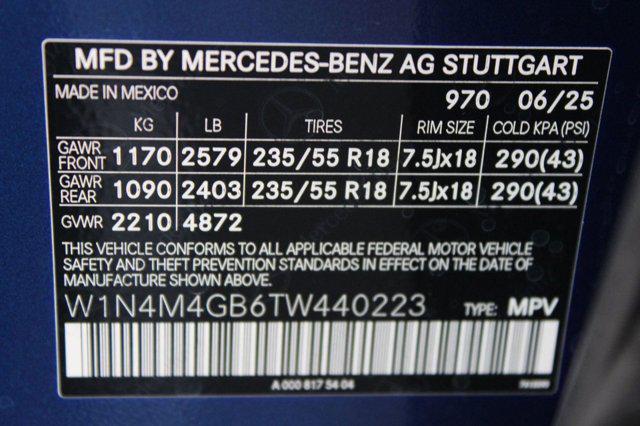 MFD BY MERCEDES-BENZ AG STUTTGART
MADE IN MEXICO 970 06/25
KG LB TIRES RIM SIZE COLD KPA(PSI)
GAWR FRONT 1170 2579 235/55 R18 7.5Jx18 290(43)
GAWR REAR 1090 2403 235/55 R18 7.5Jx18 290(43)
GVWR 2210 4872
THIS VEHICLE CONFORMS TO ALL APPLICABLE FEDERAL MOTOR VEHICLE
SAFETY AND THEFT PREVENTION STANDARDS IN EFFECT ON THE DATE OF
MANUFACTURE SHOWN ABOVE.
W1N4M4GB6TW440223 TYPE: MPV
A 000 817 54 04